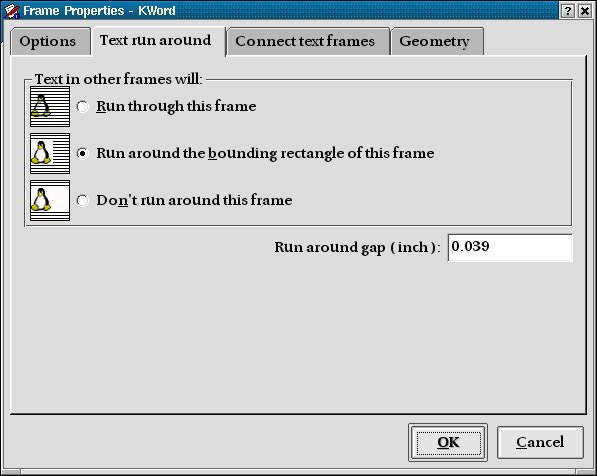 Frame Properties - KWord
Options Text run around Connect text frames Geometry
Text in other frames will:
Run through this frame
Run around the bounding rectangle of this frame
Don't run around this frame
Run around gap (inch): 0.039
OK Cancel